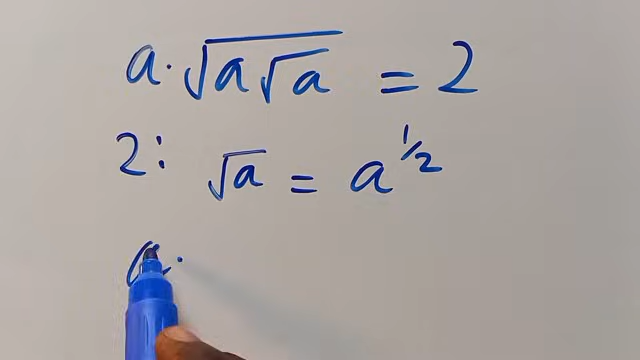 a·√(a√a) = 2
2: √a = a^1/2
a·